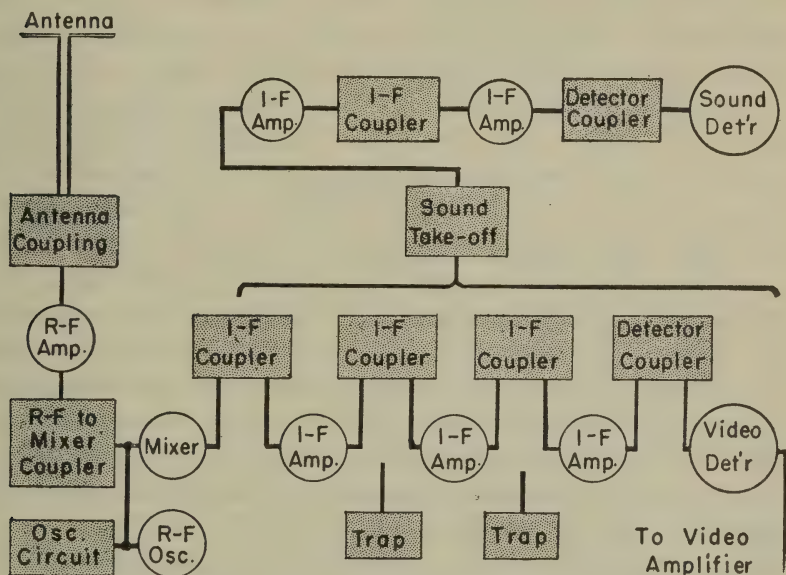 Antenna
I-F
Amp.
I-F
Coupler
I-F
Amp.
Detector
Coupler
Sound
Det'r
Antenna
Coupling
Sound
Take-off
R-F
Amp.
I-F
Coupler
I-F
Coupler
I-F
Coupler
Detector
Coupler
R-F to
Mixer
Coupler
Mixer
I-F
Amp.
I-F
Amp.
I-F
Amp.
Video
Det'r
Osc.
Circuit
R-F
Osc.
Trap
Trap
To Video
Amplifier